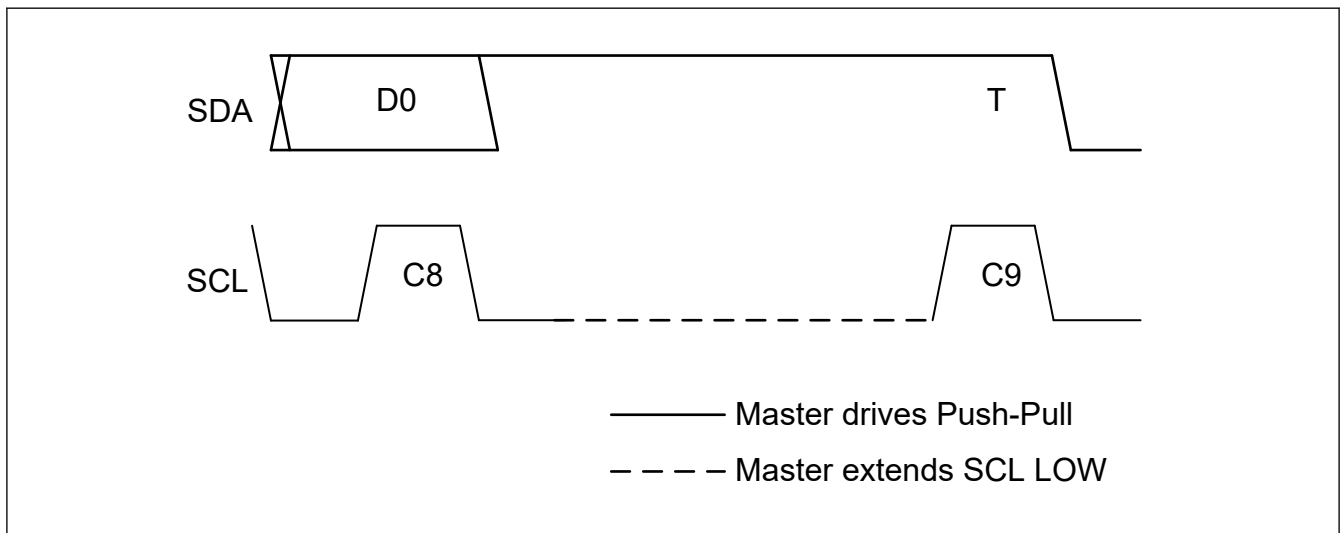 SDA
D0
T
SCL
C8
C9
Master drives Push-Pull
Master extends SCL LOW